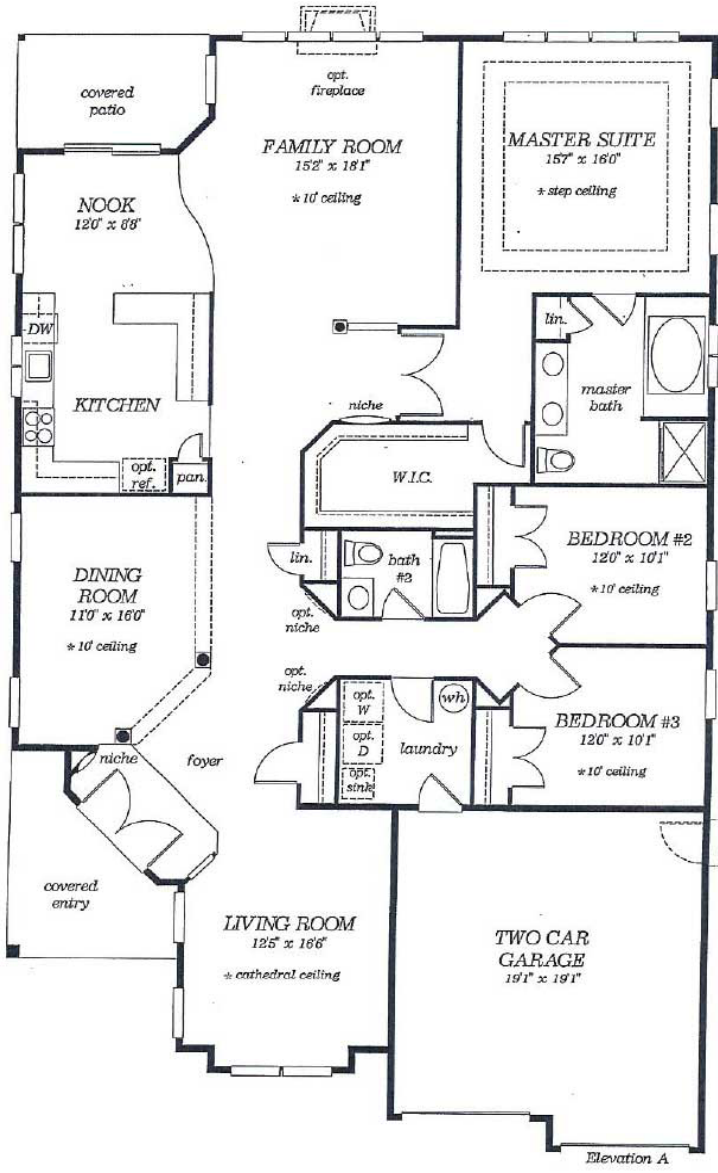 opt.
fireplace
covered
patio
FAMILY ROOM
15'2" x 18'1"
* 10' ceiling
MASTER SUITE
15'7" x 16'0"
* step ceiling
NOOK
12'0" x 8'8"
DW
lin.
KITCHEN
master
bath
niche
opt.
ref.
pan.
W.I.C.
BEDROOM #2
12'0" x 10'1"
* 10' ceiling
lin.
bath
#2
DINING
ROOM
11'0" x 16'0"
* 10' ceiling
opt.
niche
opt.
niche
opt.
W
wh
opt.
D
laundry
opt.
sink
BEDROOM #3
12'0" x 10'1"
* 10' ceiling
niche
foyer
covered
entry
LIVING ROOM
12'5" x 16'6"
* cathedral ceiling
TWO CAR
GARAGE
19'1" x 19'1"
Elevation A